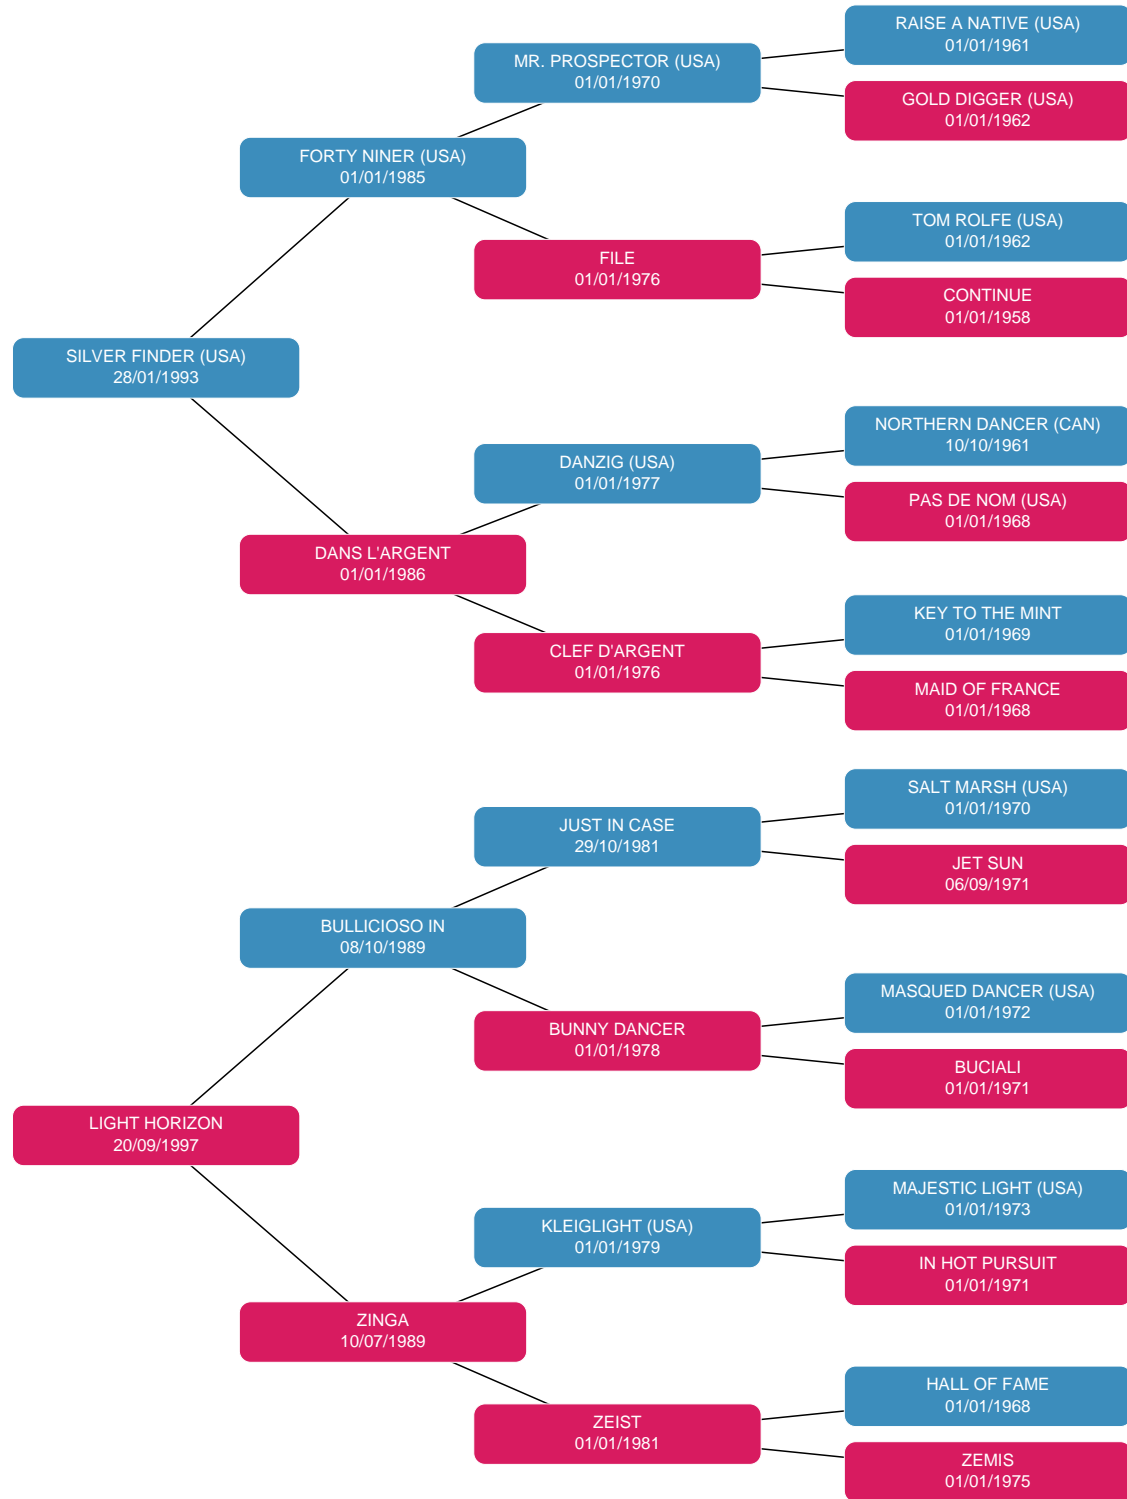 RAISE A NATIVE (USA)
01/01/1961
MR. PROSPECTOR (USA)
01/01/1970
GOLD DIGGER (USA)
01/01/1962
FORTY NINER (USA)
01/01/1985
TOM ROLFE (USA)
01/01/1962
FILE
01/01/1976
CONTINUE
01/01/1958
SILVER FINDER (USA)
28/01/1993
NORTHERN DANCER (CAN)
10/10/1961
DANZIG (USA)
01/01/1977
PAS DE NOM (USA)
01/01/1968
DANS L'ARGENT
01/01/1986
KEY TO THE MINT
01/01/1969
CLEF D'ARGENT
01/01/1976
MAID OF FRANCE
01/01/1968
SALT MARSH (USA)
01/01/1970
JUST IN CASE
29/10/1981
JET SUN
06/09/1971
BULLICIOSO IN
08/10/1989
MASQUED DANCER (USA)
01/01/1972
BUNNY DANCER
01/01/1978
BUCIALI
01/01/1971
LIGHT HORIZON
20/09/1997
MAJESTIC LIGHT (USA)
01/01/1973
KLEIGLIGHT (USA)
01/01/1979
IN HOT PURSUIT
01/01/1971
ZINGA
10/07/1989
HALL OF FAME
01/01/1968
ZEIST
01/01/1981
ZEMIS
01/01/1975